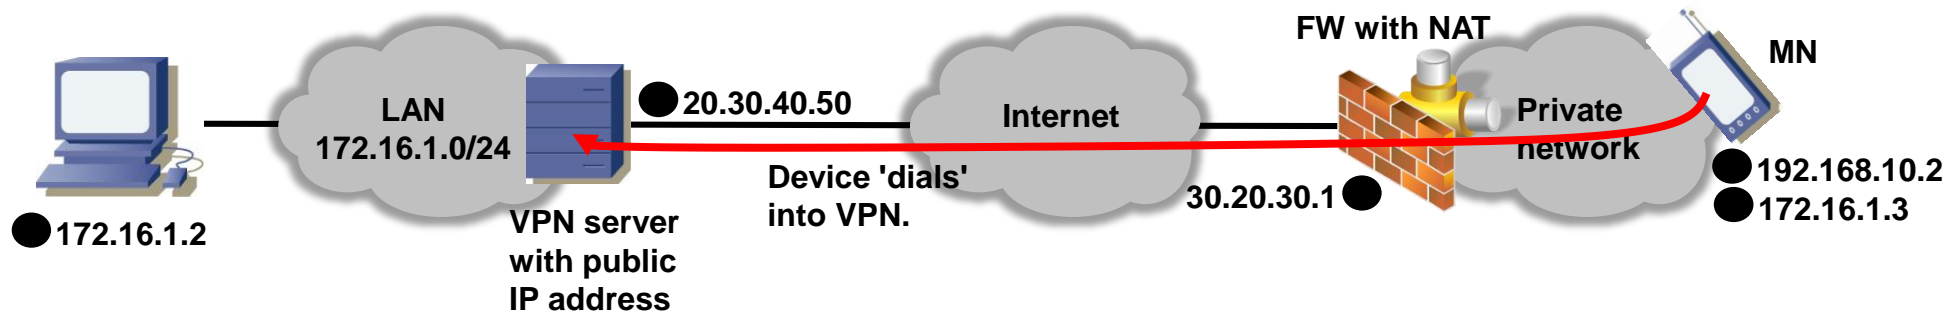 FW with NAT
MN
20.30.40.50
LAN
172.16.1.0/24
Internet
Private
network
Device 'dials'
into VPN.
192.168.10.2
172.16.1.3
30.20.30.1
172.16.1.2
VPN server
with public
IP address